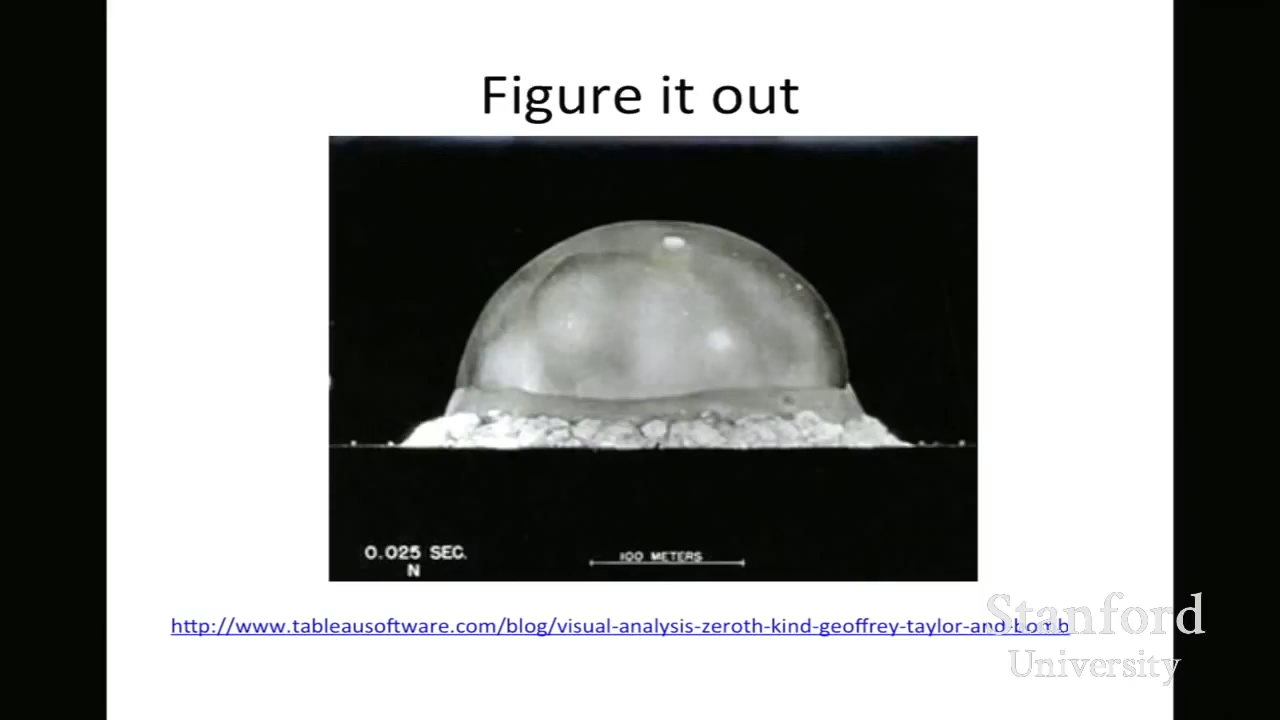 Figure it out
0.025 SEC.
N
100 METERS
http://www.tableausoftware.com/blog/visual-analysis-zeroth-kind-geoffrey-taylor-and-bomb
Stanford
University